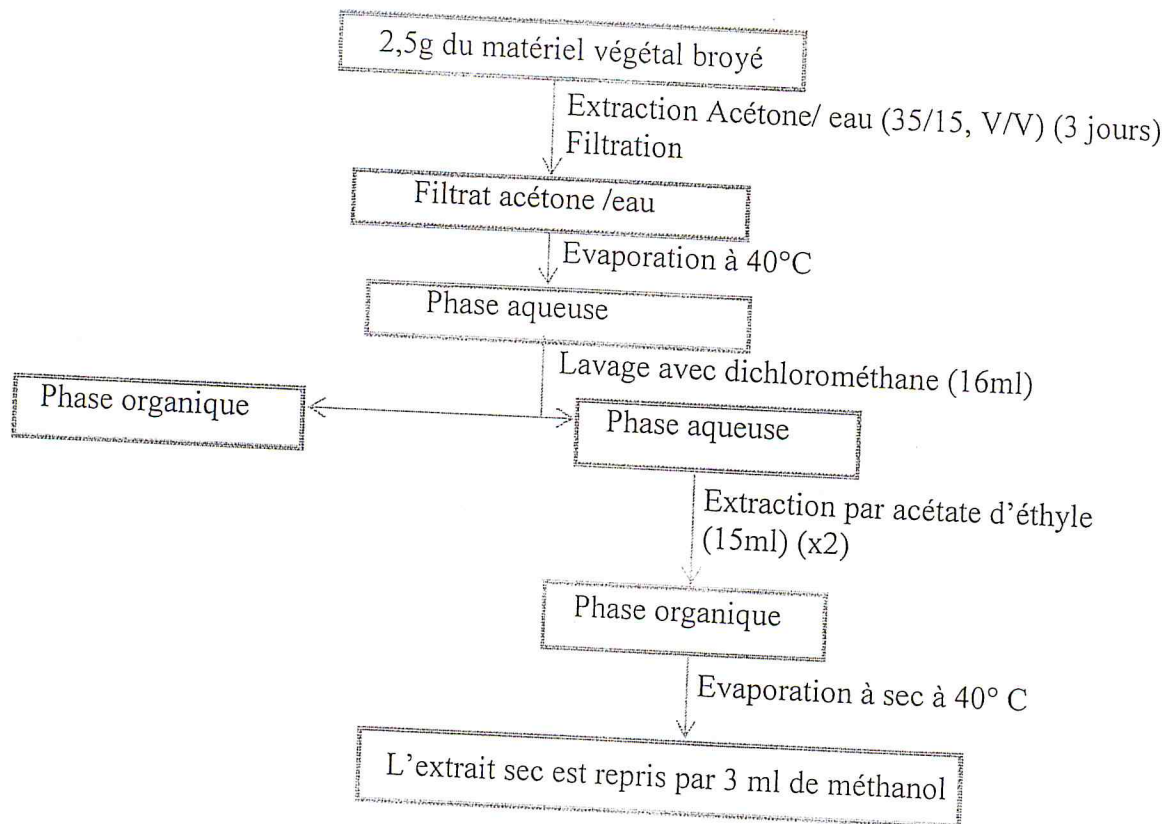 2,5g du matériel végétal broyé
Extraction Acétone/ eau (35/15, V/V) (3 jours)
Filtration
Filtrat acétone /eau
Evaporation à 40°C
Phase aqueuse
Lavage avec dichlorométhane (16ml)
Phase organique
Phase aqueuse
Extraction par acétate d'éthyle
(15ml) (x2)
Phase organique
Evaporation à sec à 40° C
L'extrait sec est repris par 3 ml de méthanol